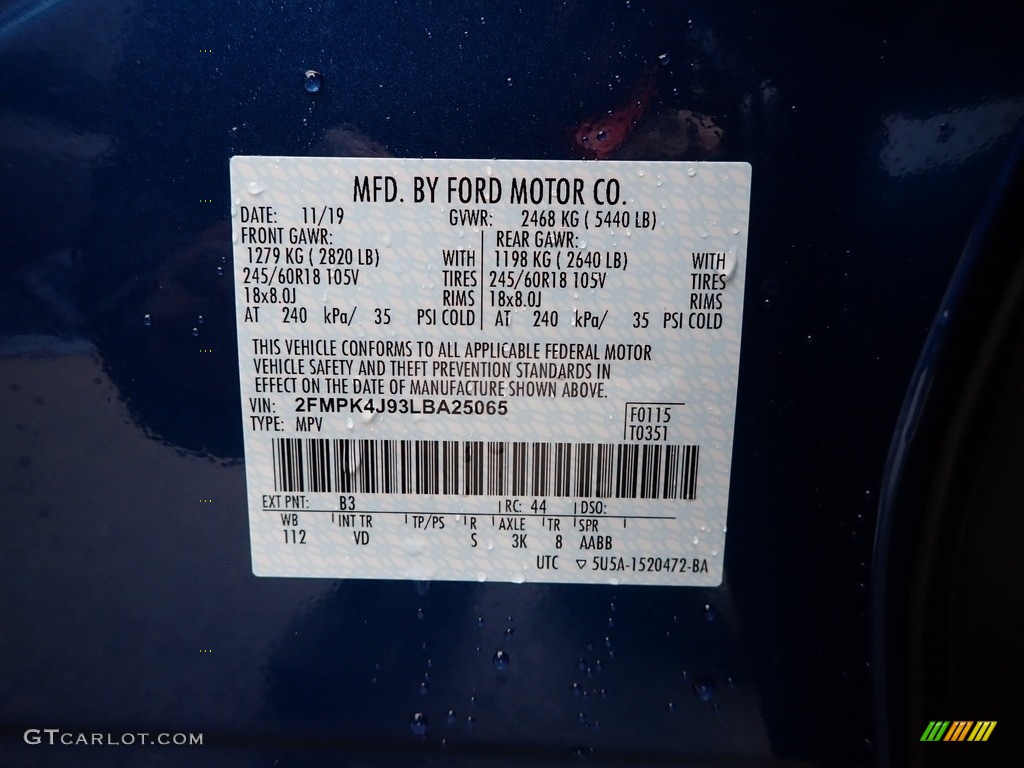 MFD. BY FORD MOTOR CO.
DATE: 11/19 GVWR: 2468 KG ( 5440 LB)
FRONT GAWR: REAR GAWR:
1279 KG ( 2820 LB) WITH 1198 KG ( 2640 LB) WITH
245/60R18 105V TIRES 245/60R18 105V TIRES
18x8.0J RIMS 18x8.0J RIMS
AT 240 kPa/ 35 PSI COLD AT 240 kPa/ 35 PSI COLD
THIS VEHICLE CONFORMS TO ALL APPLICABLE FEDERAL MOTOR
VEHICLE SAFETY AND THEFT PREVENTION STANDARDS IN
EFFECT ON THE DATE OF MANUFACTURE SHOWN ABOVE.
VIN: 2FMPK4J93LBA25065 F0115
TYPE: MPV T0351
EXT PNT: B3 RC: 44 DSO:
WB INT TR TP/PS R AXLE TR SPR
112 VD S 3K 8 AABB
UTC ▽ 5U5A-1520472-BA
GTCARLOT.COM